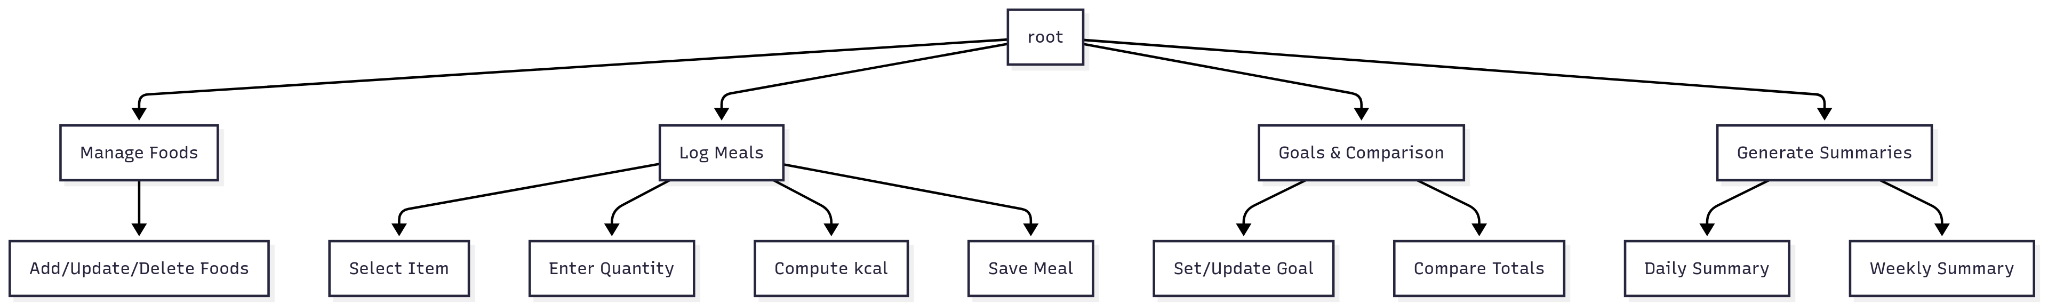 root
Manage Foods
Log Meals
Goals & Comparison
Generate Summaries
Add/Update/Delete Foods
Select Item
Enter Quantity
Compute kcal
Save Meal
Set/Update Goal
Compare Totals
Daily Summary
Weekly Summary